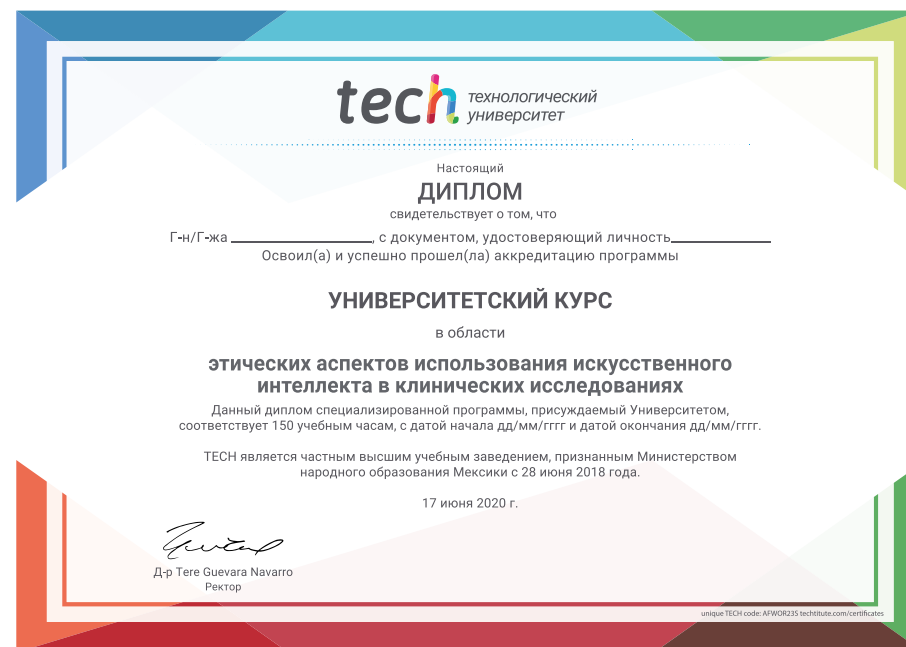 tech технологический
университет
Настоящий
ДИПЛОМ
свидетельствует о том, что
Г-н/Г-жа ____________________, с документом, удостоверяющий личность______________
Освоил(а) и успешно прошел(ла) аккредитацию программы
УНИВЕРСИТЕТСКИЙ КУРС
в области
этических аспектов использования искусственного
интеллекта в клинических исследованиях
Данный диплом специализированной программы, присуждаемый Университетом,
соответствует 150 учебным часам, с датой начала дд/мм/гггг и датой окончания дд/мм/гггг.
TECH является частным высшим учебным заведением, признанным Министерством
народного образования Мексики с 28 июня 2018 года.
17 июня 2020 г.
Д-р Tere Guevara Navarro
Ректор
unique TECH code: AFWOR23S techtitute.com/certificates